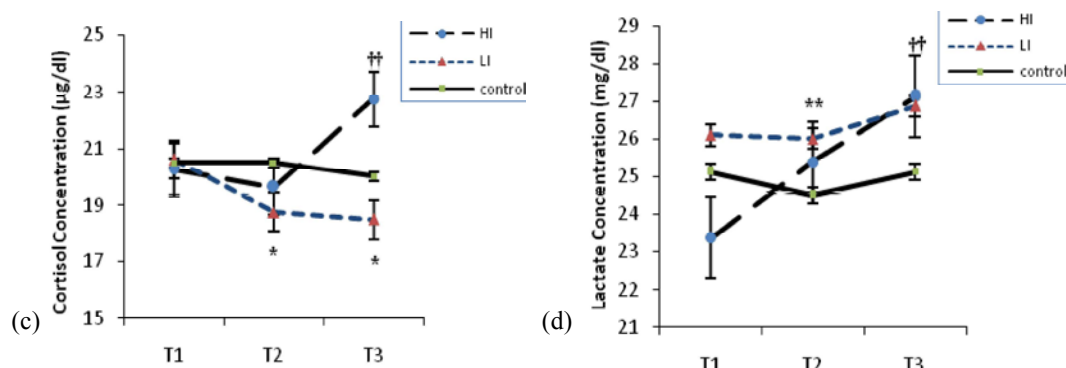 (c)
Cortisol Concentration (µg/dl)
25
23
21
19
17
15
T1
T2
T3
*
*
††
HI
LI
control
(d)
Lactate Concentration (mg/dl)
29
28
27
26
25
24
23
22
21
T1
T2
T3
**
††
HI
LI
control